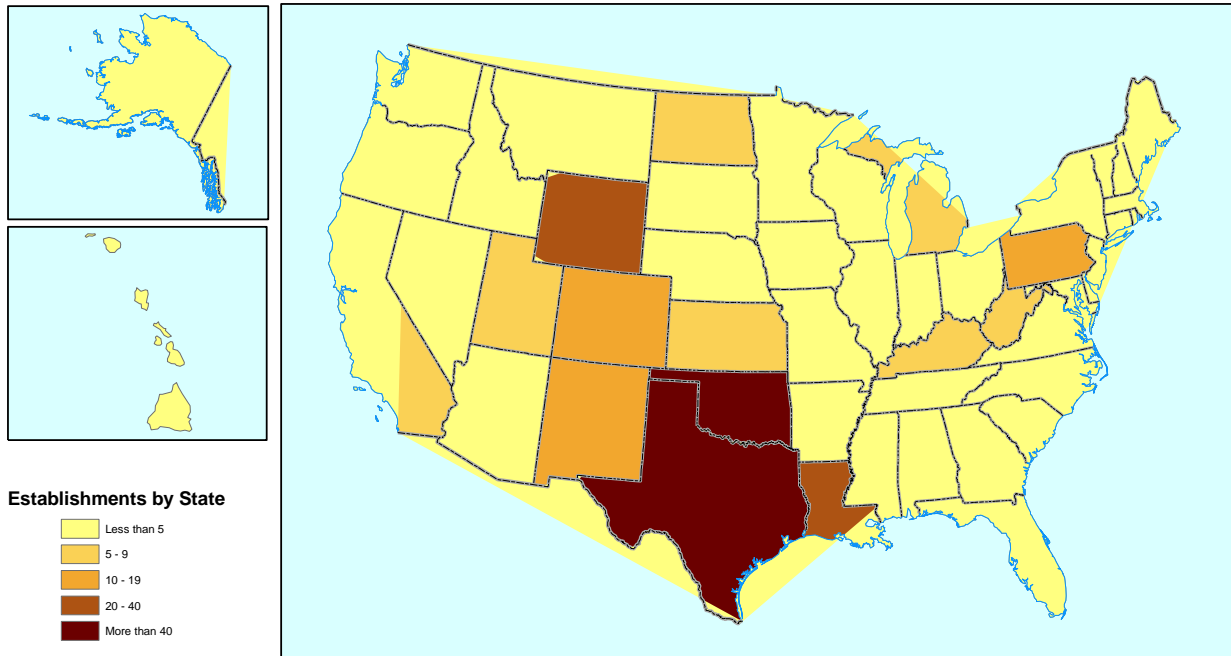 Establishments by State
Less than 5
5 - 9
10 - 19
20 - 40
More than 40